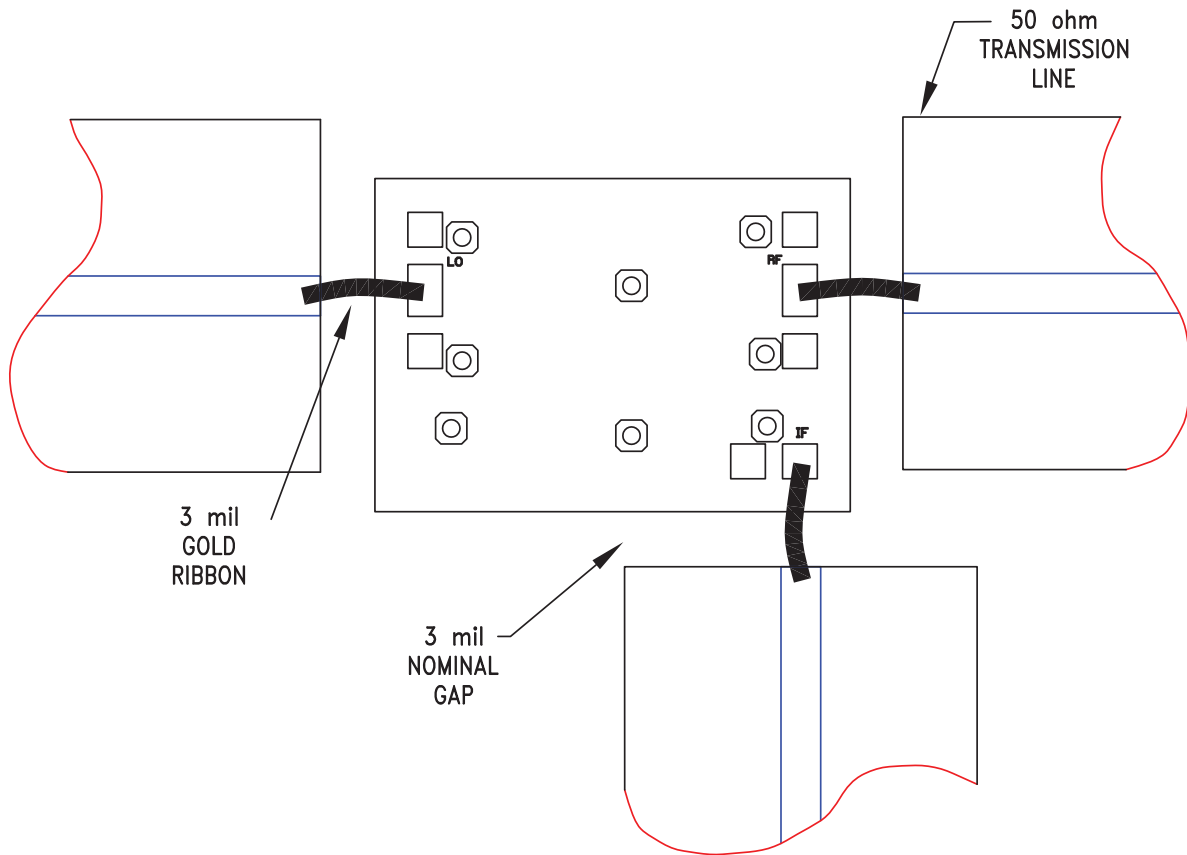 50 ohm
TRANSMISSION
LINE
LO
RF
IF
3 mil
GOLD
RIBBON
3 mil
NOMINAL
GAP